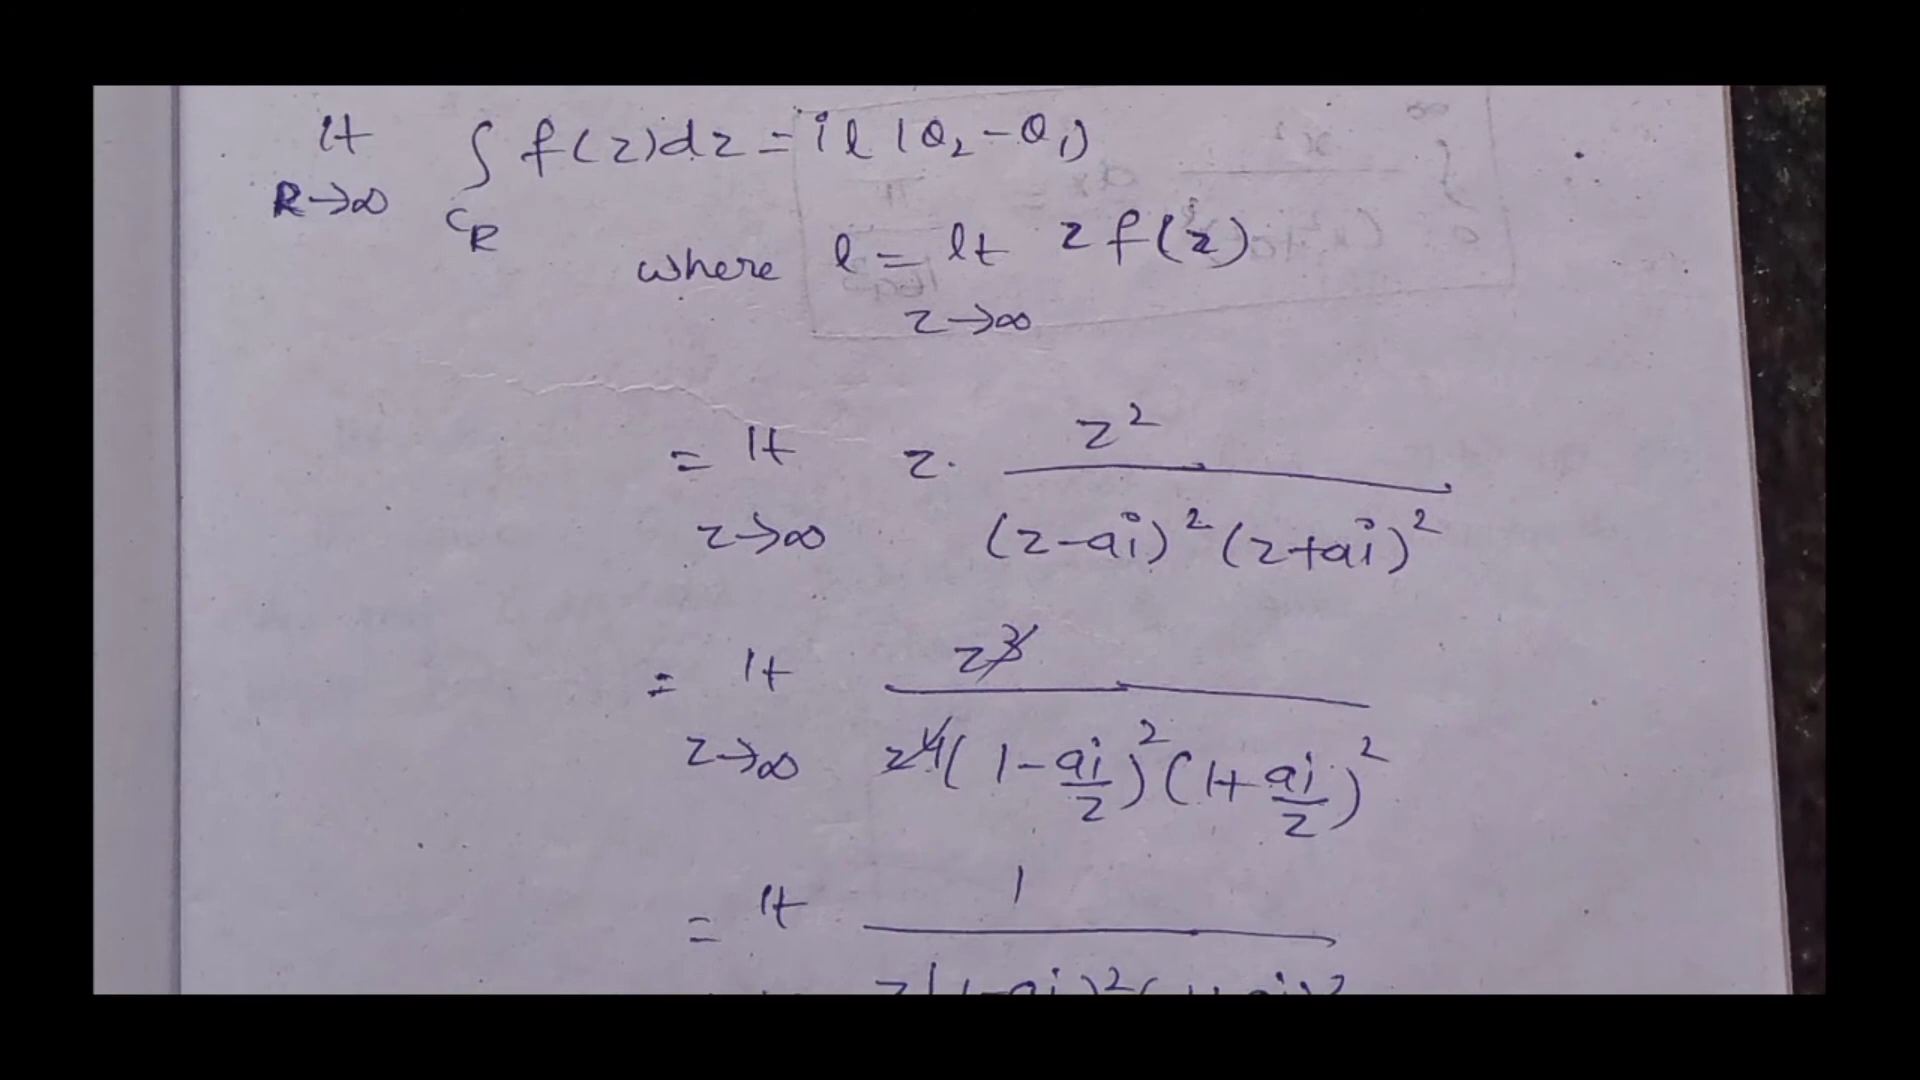 lt ∫ f(z)dz = i l (θ₂ - θ₁)
R→∞ C_R
where l = lt z f(z)
z→∞
= lt z. z²
z→∞ (z-ai)² (z+ai)²
= lt z³
z→∞ z⁴(1-ai/z)² (1+ai/z)²
= lt 1